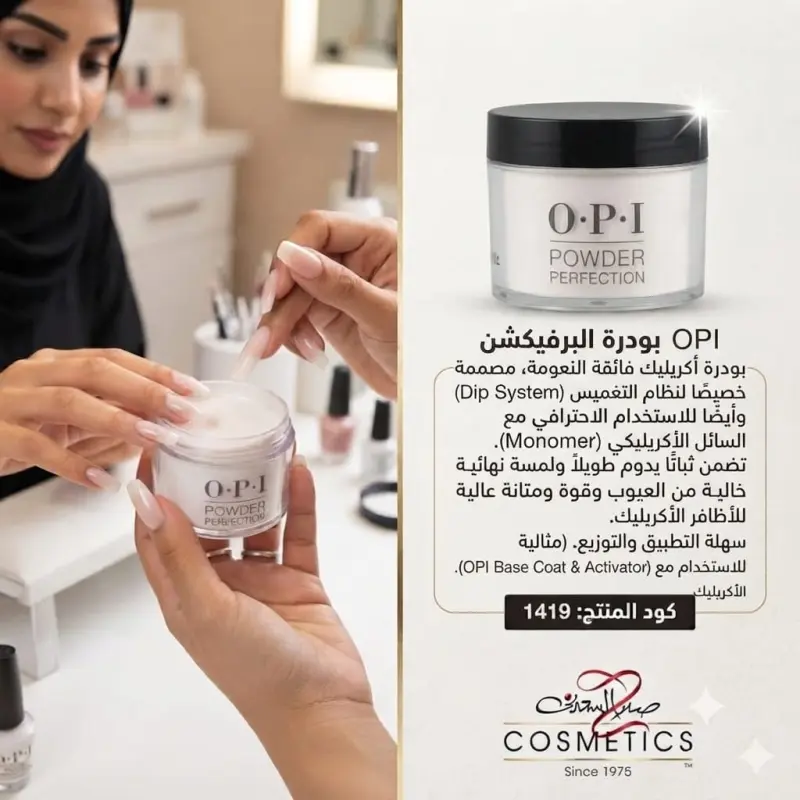 O·P·I
POWDER
PERFECTION
O·P·I
POWDER
PERFECTION
OPI بودرة البرفيكشن
بودرة أكريليك فائقة النعومة، مصممة
خصيصًا لنظام التغميس (Dip System)
وأيضًا للاستخدام الاحترافي مع
السائل الأكريليكي (Monomer).
تضمن ثباتًا يدوم طويلاً ولمسة نهائية
خالية من العيوب وقوة ومتانة عالية
للأظافر الأكريليك.
سهلة التطبيق والتوزيع. (مثالية
للاستخدام مع (OPI Base Coat & Activator).
الأكريليك
كود المنتج: 1419
COSMETICS
TM
Since 1975